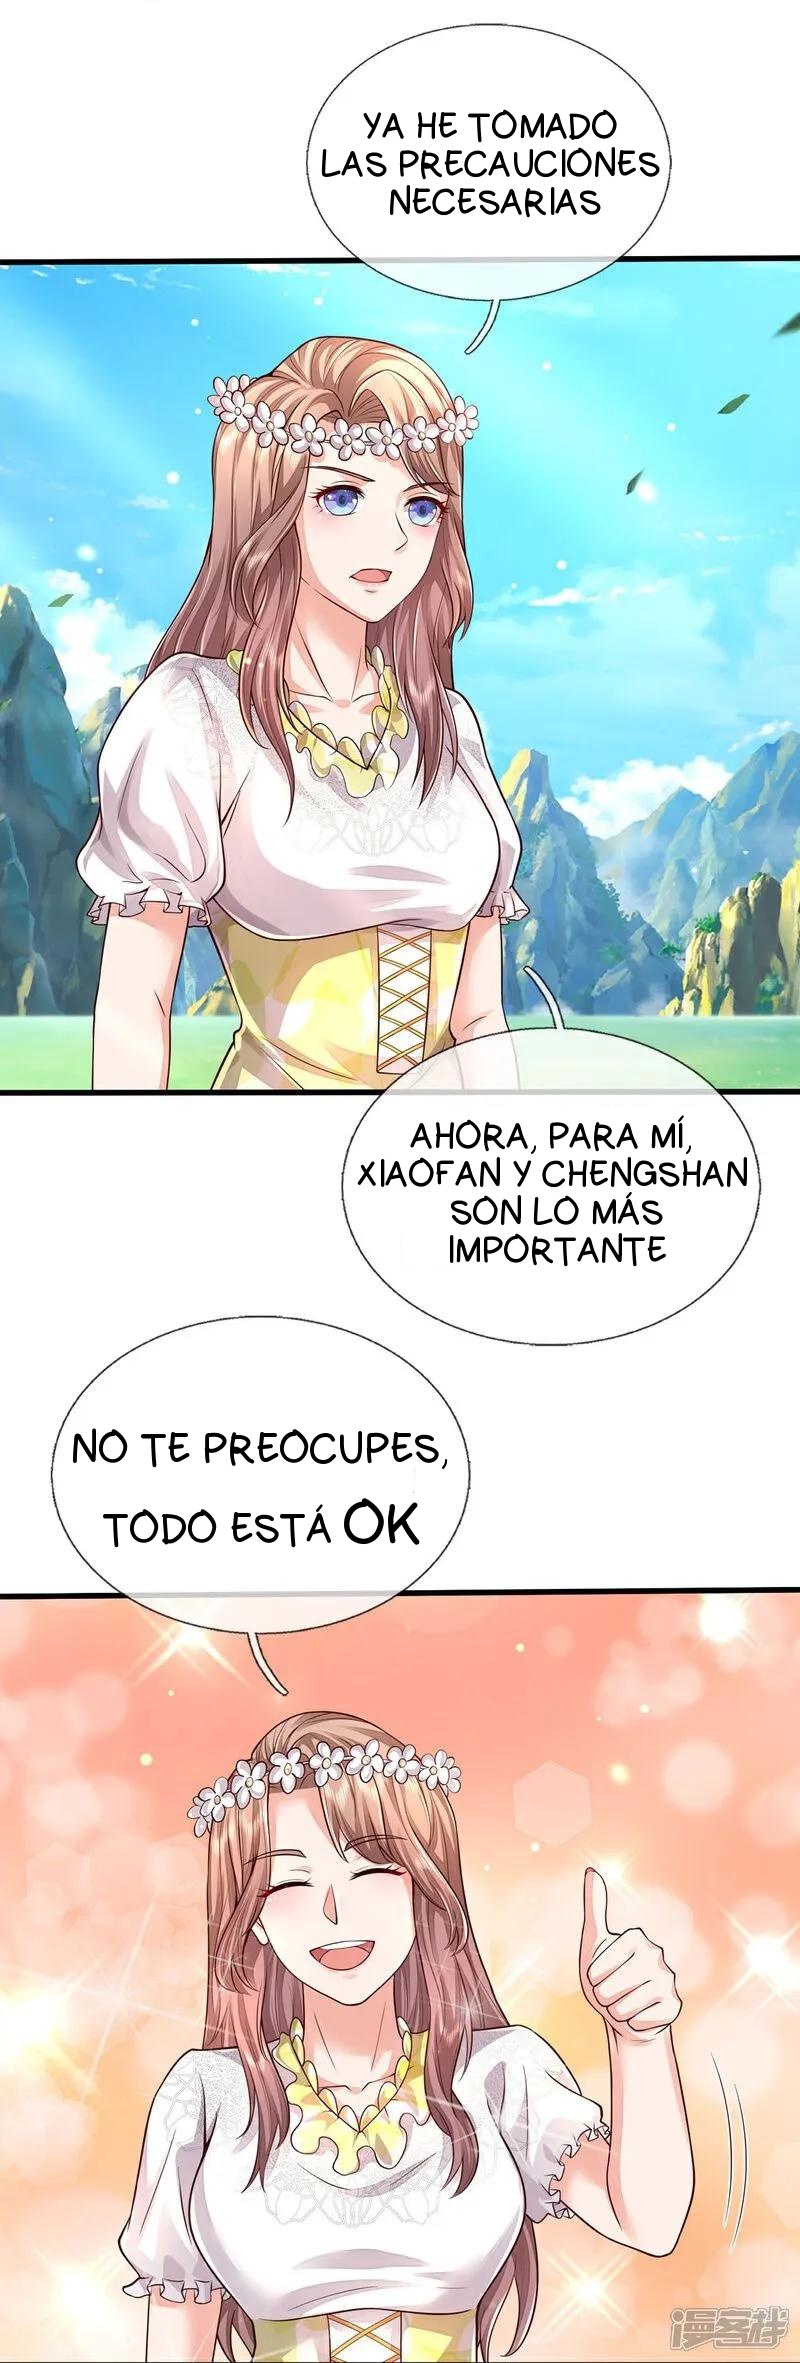 YA HE TOMADO
LAS PRECAUCIONES
NECESARIAS
AHORA, PARA MÍ,
XIAOFAN Y CHENGSHAN
SON LO MÁS
IMPORTANTE
NO TE PREOCUPES,
TODO ESTÁ OK
漫客栈